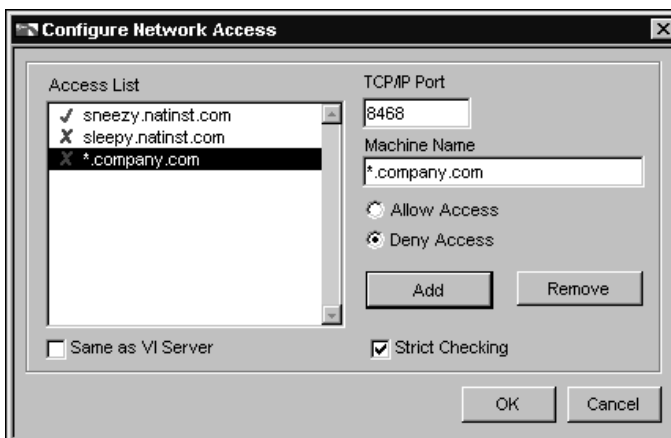 Configure Network Access
Access List
sneezy.natinst.com
sleepy.natinst.com
*.company.com
TCP/IP Port
8468
Machine Name
*.company.com
Allow Access
Deny Access
Add
Remove
Same as VI Server
Strict Checking
OK
Cancel